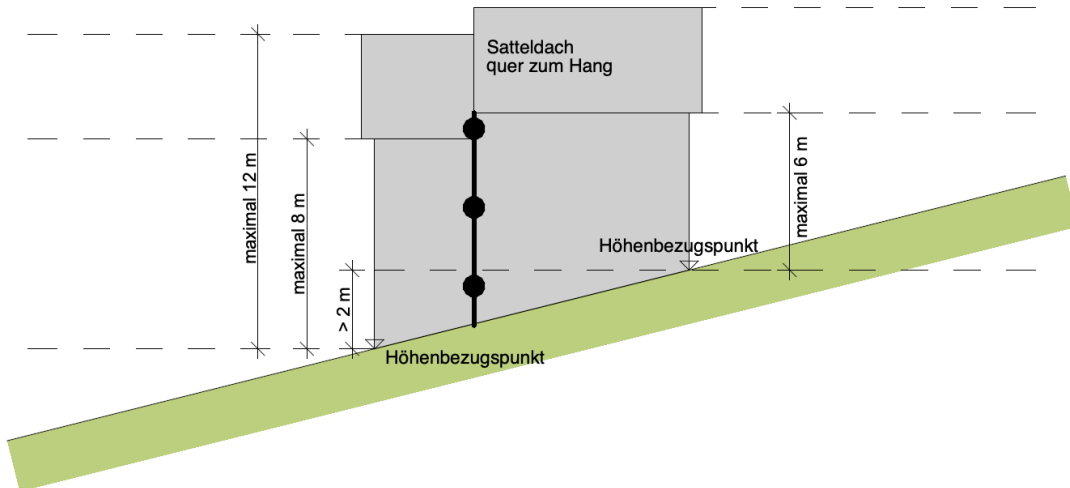 Satteldach
quer zum Hang
maximal 12 m
maximal 8 m
> 2 m
maximal 6 m
Höhenbezugspunkt
Höhenbezugspunkt